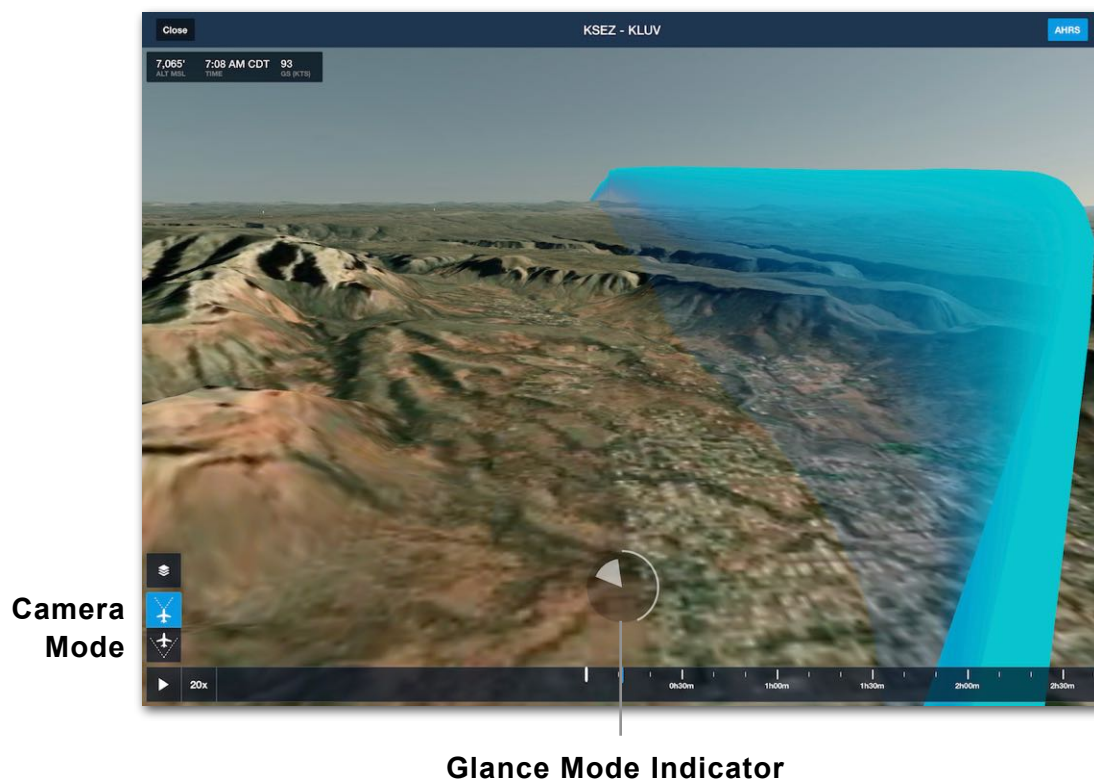 Close
KSEZ - KLUV
AHRS
7,065' 7:08 AM CDT 93
ALT MSL TIME GS (KTS)
Camera
Mode
20x
0h30m 1h00m 1h30m 2h00m 2h30m
Glance Mode Indicator